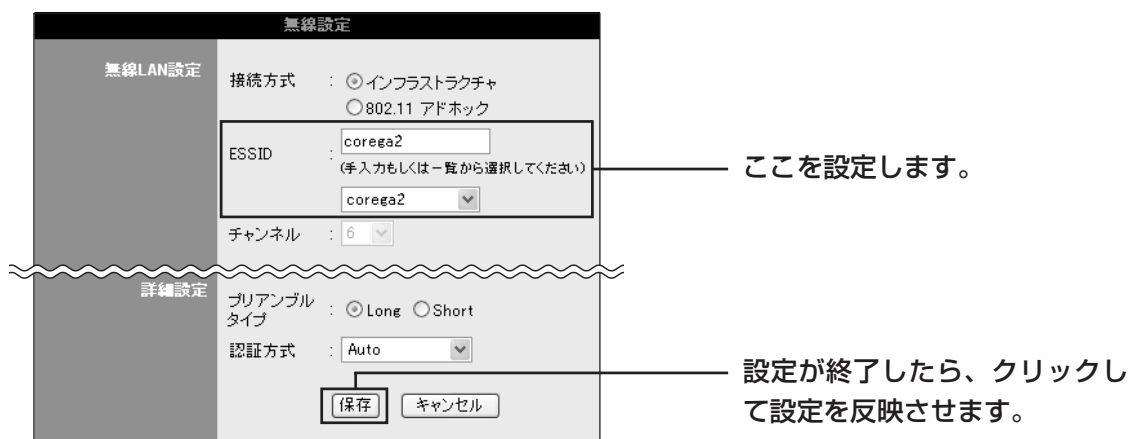 無線設定
無線LAN設定
接続方式 : ◉インフラストラクチャ
○802.11 アドホック
ESSID : corega2
(手入力もしくは一覧から選択してください)
corega2
ここを設定します。
チャンネル : 6
詳細設定
プリアンブル
タイプ : ◉Long ○Short
認証方式 : Auto
保存 キャンセル
設定が終了したら、クリックし
て設定を反映させます。